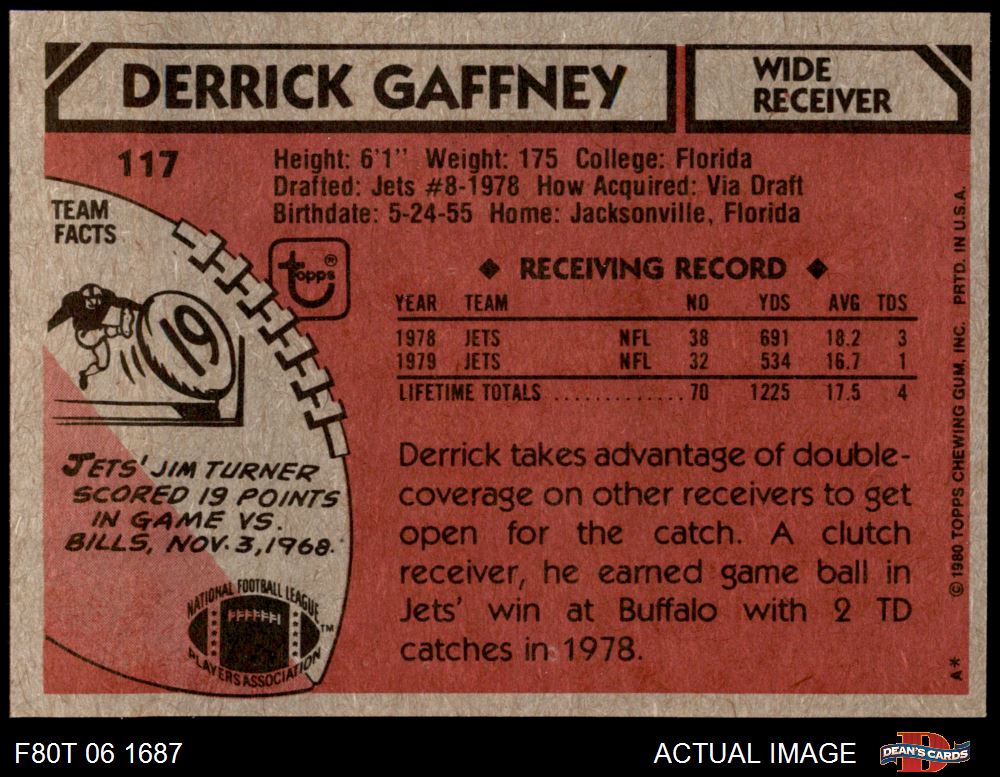 DERRICK GAFFNEY
WIDE
RECEIVER
117
Height: 6'1" Weight: 175 College: Florida
Drafted: Jets #8-1978 How Acquired: Via Draft
Birthdate: 5-24-55 Home: Jacksonville, Florida
TEAM
FACTS
topps®
19
◆ RECEIVING RECORD ◆
YEAR TEAM NO YDS AVG TDS
1978 JETS NFL 38 691 18.2 3
1979 JETS NFL 32 534 16.7 1
LIFETIME TOTALS ............. 70 1225 17.5 4
JETS' JIM TURNER
SCORED 19 POINTS
IN GAME VS.
BILLS, NOV. 3, 1968.
NATIONAL FOOTBALL LEAGUE
PLAYERS ASSOCIATION
TM
Derrick takes advantage of double-
coverage on other receivers to get
open for the catch. A clutch
receiver, he earned game ball in
Jets' win at Buffalo with 2 TD
catches in 1978.
A* © 1980 TOPPS CHEWING GUM, INC. PRTD. IN U.S.A.
F80T 06 1687
ACTUAL IMAGE
DEAN'S CARDS